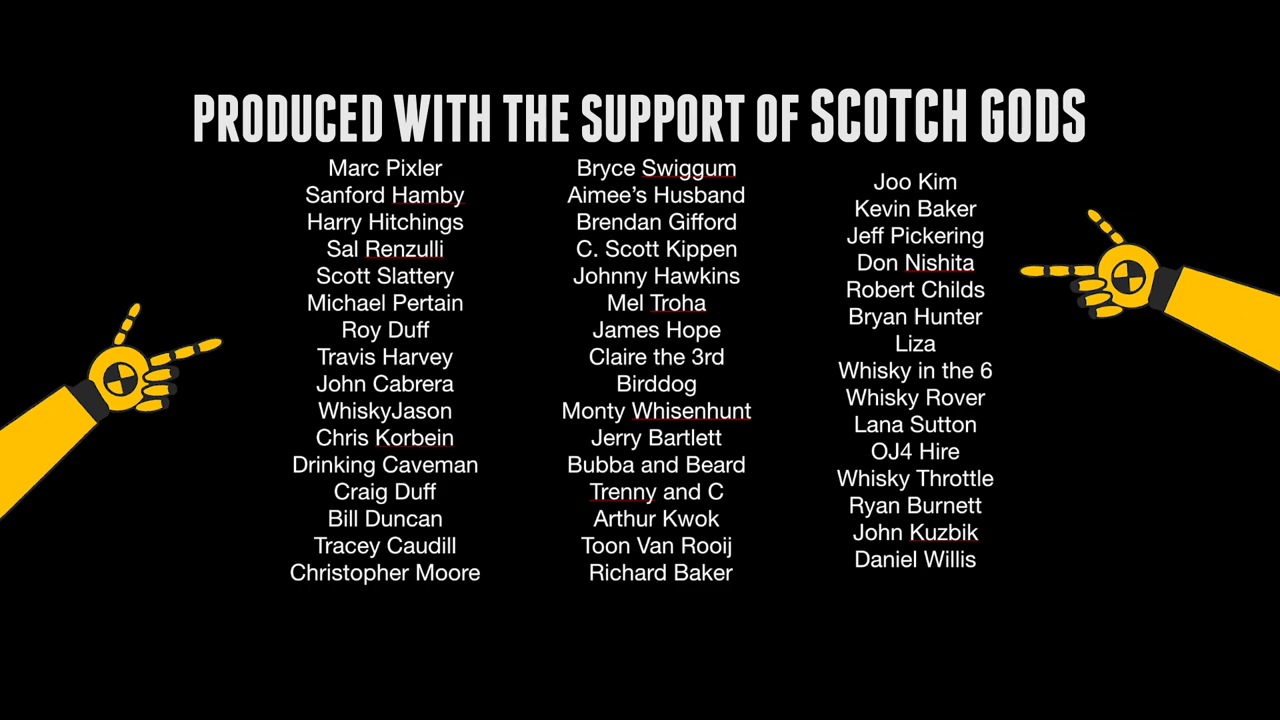 PRODUCED WITH THE SUPPORT OF SCOTCH GODS
Marc Pixler
Sanford Hamby
Harry Hitchings
Sal Renzulli
Scott Slattery
Michael Pertain
Roy Duff
Travis Harvey
John Cabrera
WhiskyJason
Chris Korbein
Drinking Caveman
Craig Duff
Bill Duncan
Tracey Caudill
Christopher Moore
Bryce Swiggum
Aimee’s Husband
Brendan Gifford
C. Scott Kippen
Johnny Hawkins
Mel Troha
James Hope
Claire the 3rd
Birddog
Monty Whisenhunt
Jerry Bartlett
Bubba and Beard
Trenny and C
Arthur Kwok
Toon Van Rooij
Richard Baker
Joo Kim
Kevin Baker
Jeff Pickering
Don Nishita
Robert Childs
Bryan Hunter
Liza
Whisky in the 6
Whisky Rover
Lana Sutton
OJ4 Hire
Whisky Throttle
Ryan Burnett
John Kuzbik
Daniel Willis